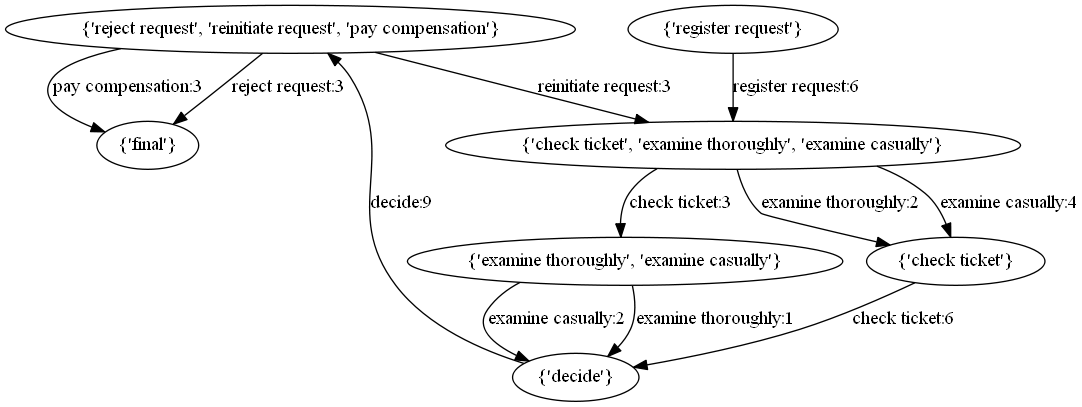 {'reject request', 'reinitiate request', 'pay compensation'}
{'register request'}
pay compensation:3
reject request:3
reinitiate request:3
register request:6
{'final'}
{'check ticket', 'examine thoroughly', 'examine casually'}
decide:9
check ticket:3
examine thoroughly:2
examine casually:4
{'examine thoroughly', 'examine casually'}
{'check ticket'}
examine casually:2
examine thoroughly:1
check ticket:6
{'decide'}